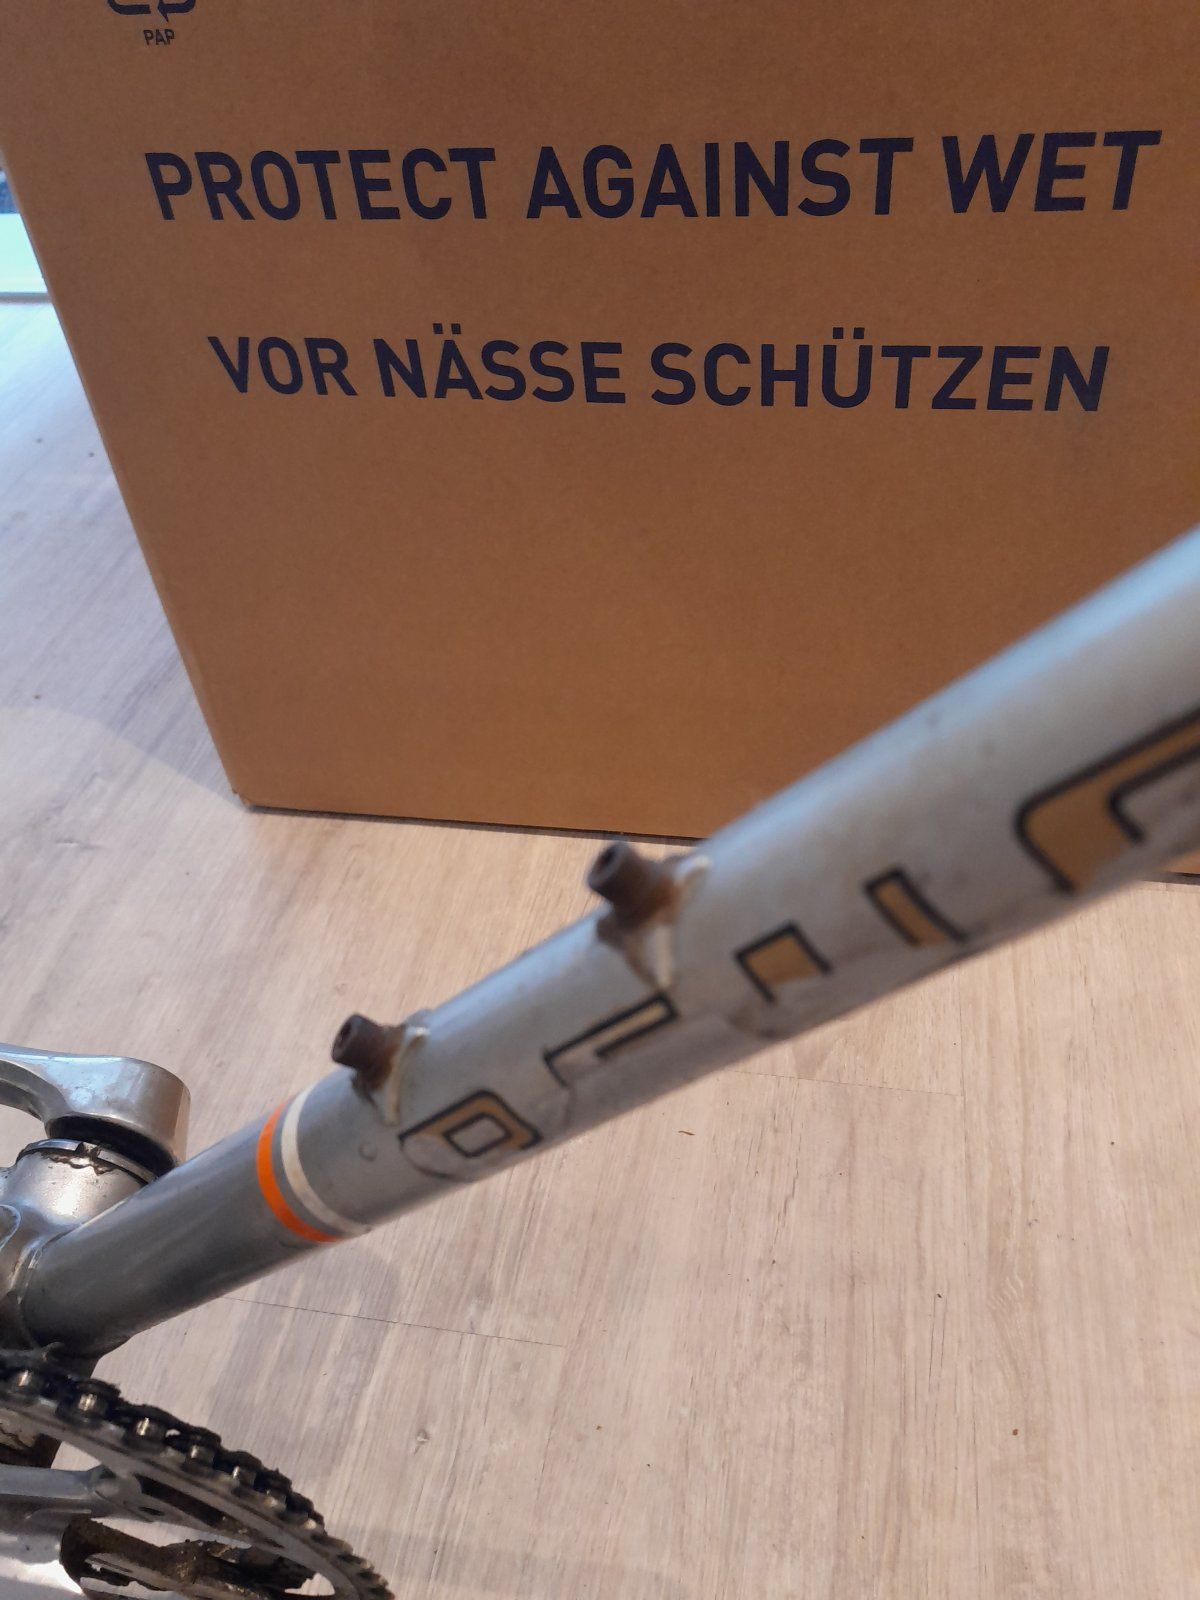 PAP
PROTECT AGAINST WET
VOR NÄSSE SCHÜTZEN